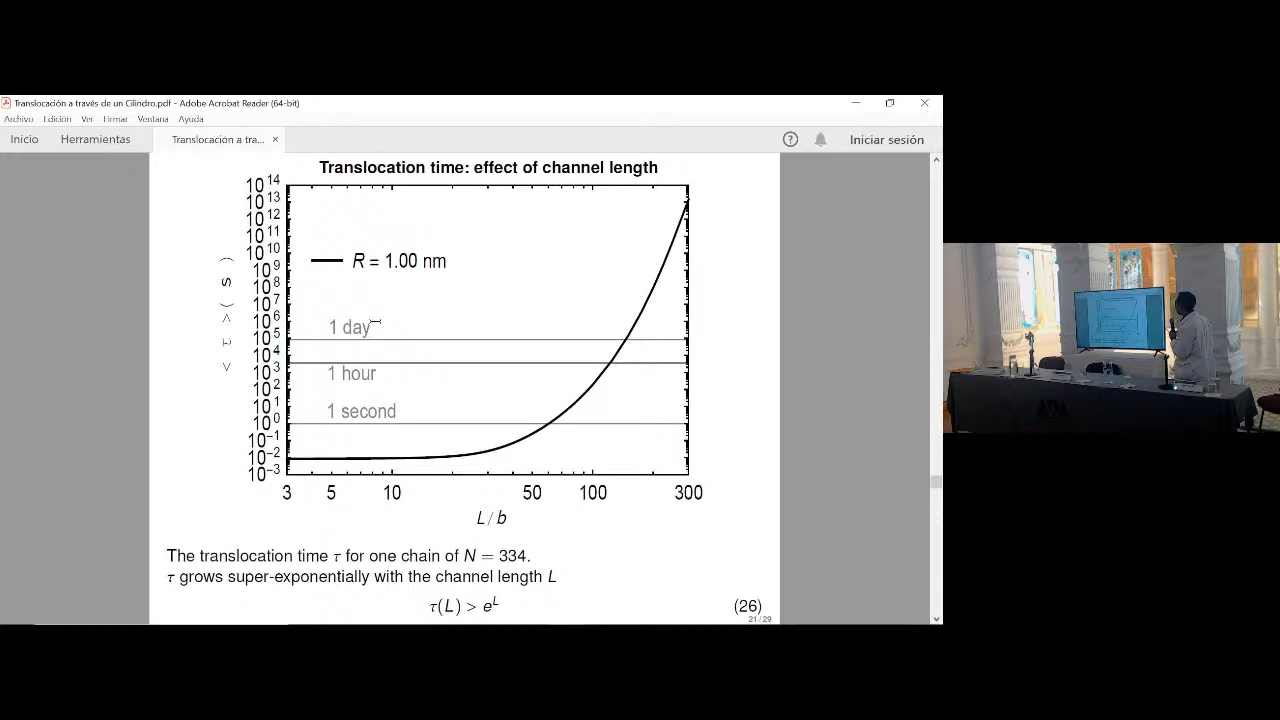 Translocación a través de un Cilindro.pdf - Adobe Acrobat Reader (64-bit)
Archivo Edición Ver Firmar Ventana Ayuda
Inicio Herramientas Translocación a tra... × ? Iniciar sesión
Translocation time: effect of channel length
10^14
10^13
10^12
10^11
10^10
10^9
10^8
10^7
10^6
10^5
10^4
10^3
10^2
10^1
10^0
10^−1
10^−2
10^−3
< τ > ( s )
R = 1.00 nm
1 day
1 hour
1 second
3 5 10 50 100 300
L / b
The translocation time τ for one chain of N = 334.
τ grows super-exponentially with the channel length L
τ(L) > e^L (26)
21 / 29